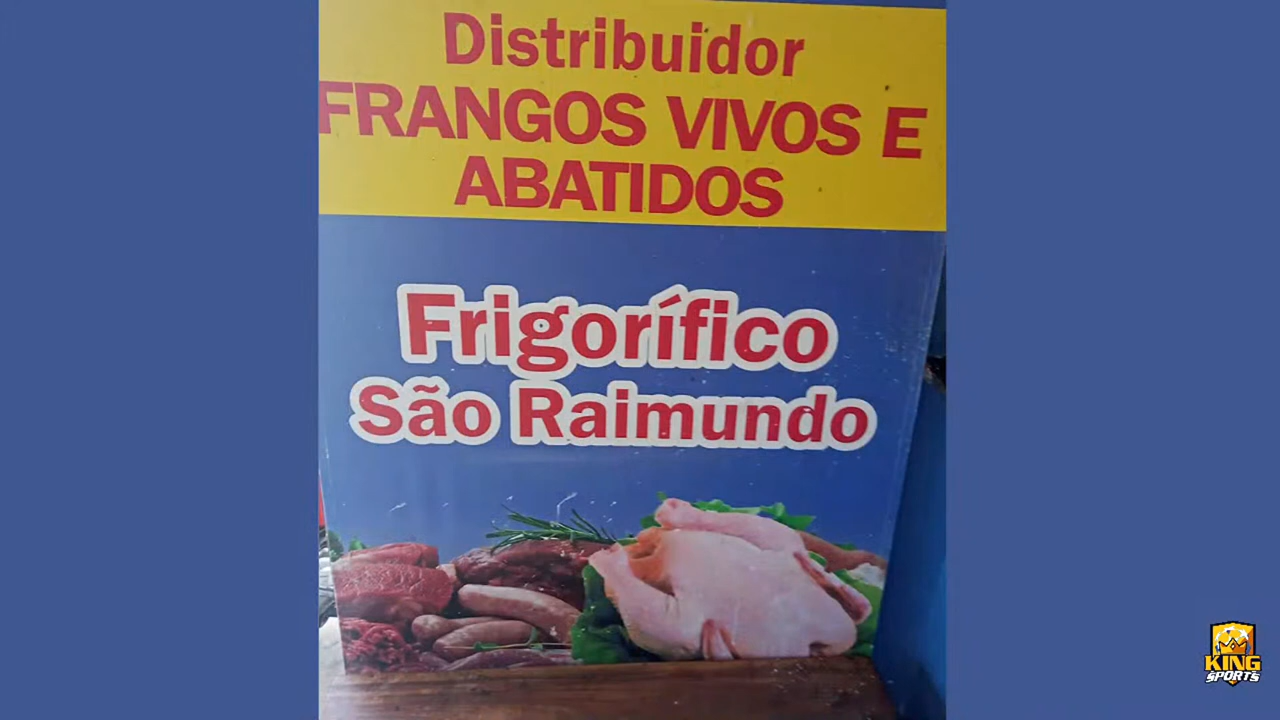 Distribuidor
FRANGOS VIVOS E
ABATIDOS
Frigorífico
São Raimundo
KING
SPORTS